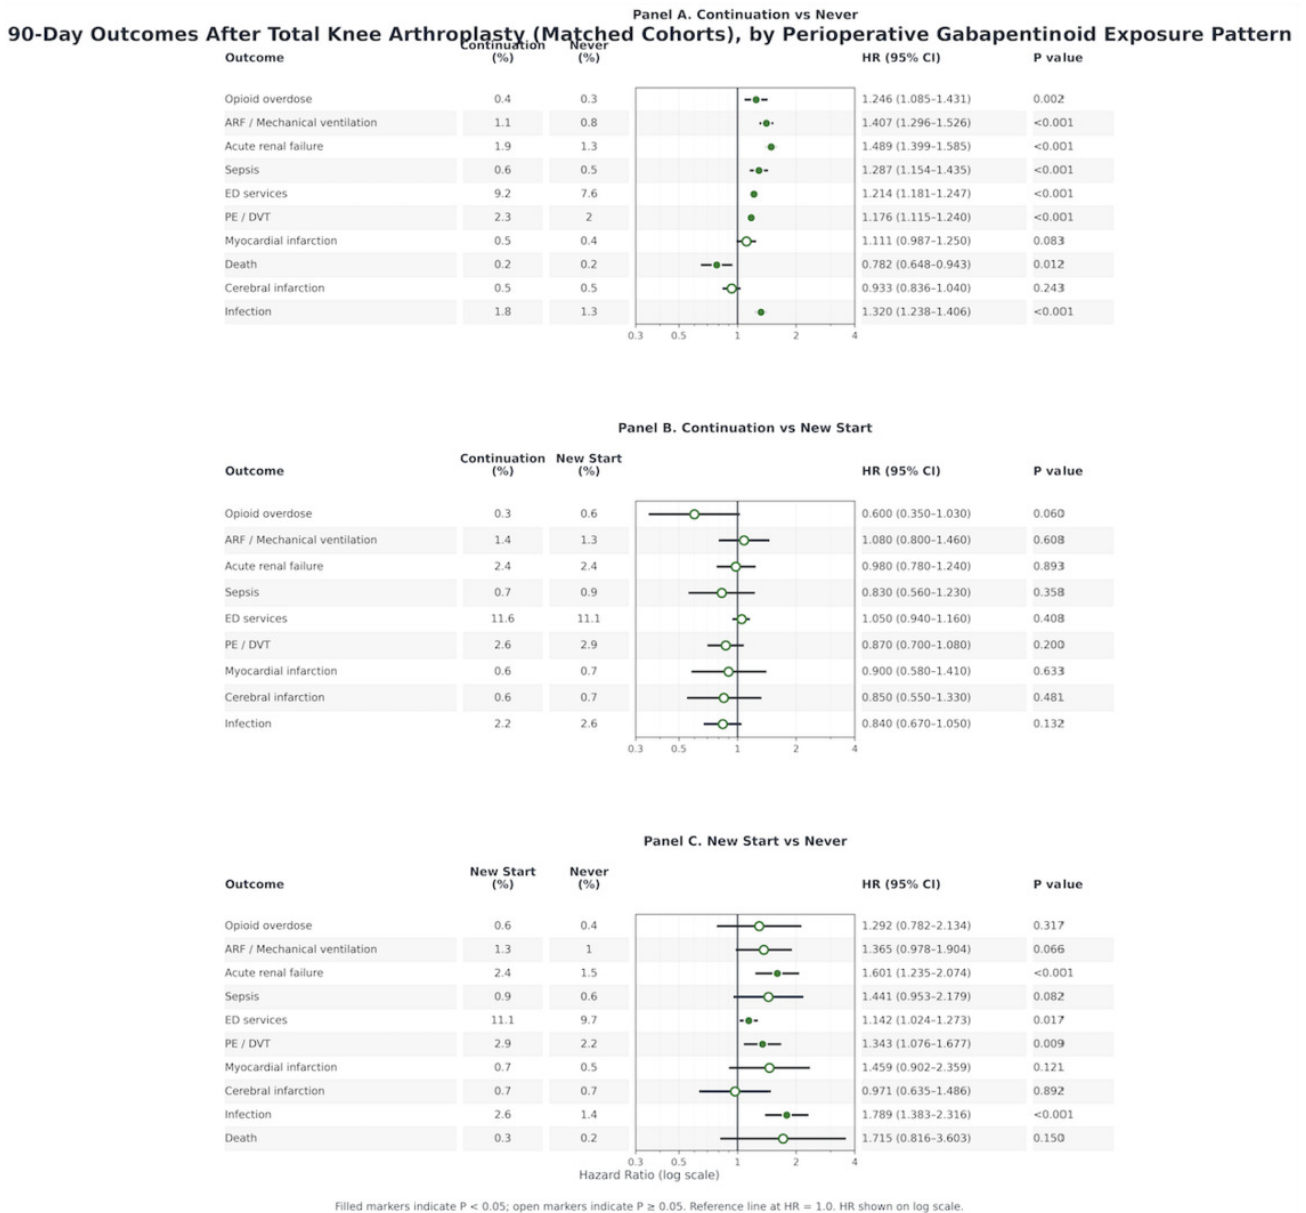 Panel A. Continuation vs Never
90-Day Outcomes After Total Knee Arthroplasty (Matched Cohorts), by Perioperative Gabapentinoid Exposure Pattern
Outcome Continuation (%) Never (%) HR (95% CI) P value
Opioid overdose 0.4 0.3 1.246 (1.085–1.431) 0.002
ARF / Mechanical ventilation 1.1 0.8 1.407 (1.296–1.526) <0.001
Acute renal failure 1.9 1.3 1.489 (1.399–1.585) <0.001
Sepsis 0.6 0.5 1.287 (1.154–1.435) <0.001
ED services 9.2 7.6 1.214 (1.181–1.247) <0.001
PE / DVT 2.3 2 1.176 (1.115–1.240) <0.001
Myocardial infarction 0.5 0.4 1.111 (0.987–1.250) 0.083
Death 0.2 0.2 0.782 (0.648–0.943) 0.012
Cerebral infarction 0.5 0.5 0.933 (0.836–1.040) 0.243
Infection 1.8 1.3 1.320 (1.238–1.406) <0.001
0.3 0.5 1 2 4
Panel B. Continuation vs New Start
Outcome Continuation (%) New Start (%) HR (95% CI) P value
Opioid overdose 0.3 0.6 0.600 (0.350–1.030) 0.060
ARF / Mechanical ventilation 1.4 1.3 1.080 (0.800–1.460) 0.608
Acute renal failure 2.4 2.4 0.980 (0.780–1.240) 0.893
Sepsis 0.7 0.9 0.830 (0.560–1.230) 0.358
ED services 11.6 11.1 1.050 (0.940–1.160) 0.408
PE / DVT 2.6 2.9 0.870 (0.700–1.080) 0.200
Myocardial infarction 0.6 0.7 0.900 (0.580–1.410) 0.633
Cerebral infarction 0.6 0.7 0.850 (0.550–1.330) 0.481
Infection 2.2 2.6 0.840 (0.670–1.050) 0.132
0.3 0.5 1 2 4
Panel C. New Start vs Never
Outcome New Start (%) Never (%) HR (95% CI) P value
Opioid overdose 0.6 0.4 1.292 (0.782–2.134) 0.317
ARF / Mechanical ventilation 1.3 1 1.365 (0.978–1.904) 0.066
Acute renal failure 2.4 1.5 1.601 (1.235–2.074) <0.001
Sepsis 0.9 0.6 1.441 (0.953–2.179) 0.082
ED services 11.1 9.7 1.142 (1.024–1.273) 0.017
PE / DVT 2.9 2.2 1.343 (1.076–1.677) 0.009
Myocardial infarction 0.7 0.5 1.459 (0.902–2.359) 0.121
Cerebral infarction 0.7 0.7 0.971 (0.635–1.486) 0.892
Infection 2.6 1.4 1.789 (1.383–2.316) <0.001
Death 0.3 0.2 1.715 (0.816–3.603) 0.150
0.3 0.5 1 2 4
Hazard Ratio (log scale)
Filled markers indicate P < 0.05; open markers indicate P ≥ 0.05. Reference line at HR = 1.0. HR shown on log scale.